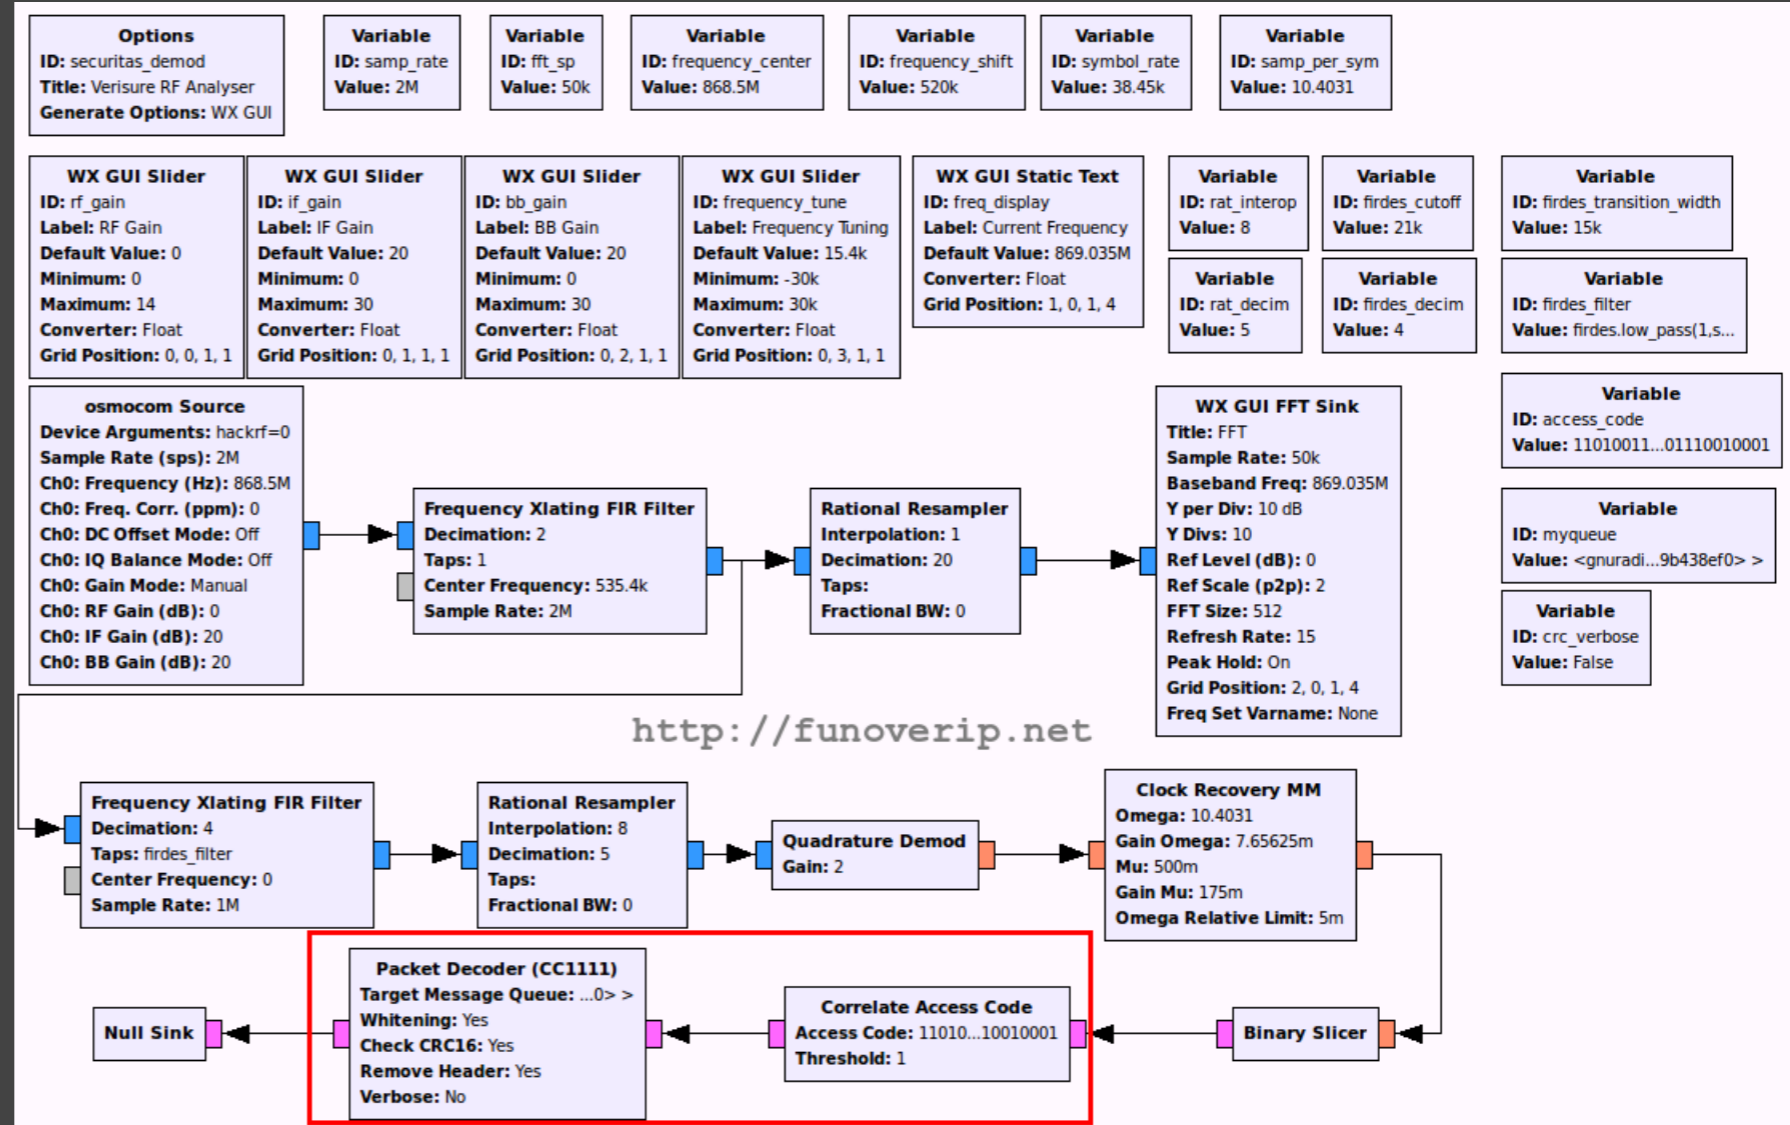 Options
ID: securitas_demod
Title: Verisure RF Analyser
Generate Options: WX GUI
Variable
ID: samp_rate
Value: 2M
Variable
ID: fft_sp
Value: 50k
Variable
ID: frequency_center
Value: 868.5M
Variable
ID: frequency_shift
Value: 520k
Variable
ID: symbol_rate
Value: 38.45k
Variable
ID: samp_per_sym
Value: 10.4031
WX GUI Slider
ID: rf_gain
Label: RF Gain
Default Value: 0
Minimum: 0
Maximum: 14
Converter: Float
Grid Position: 0, 0, 1, 1
WX GUI Slider
ID: if_gain
Label: IF Gain
Default Value: 20
Minimum: 0
Maximum: 30
Converter: Float
Grid Position: 0, 1, 1, 1
WX GUI Slider
ID: bb_gain
Label: BB Gain
Default Value: 20
Minimum: 0
Maximum: 30
Converter: Float
Grid Position: 0, 2, 1, 1
WX GUI Slider
ID: frequency_tune
Label: Frequency Tuning
Default Value: 15.4k
Minimum: -30k
Maximum: 30k
Converter: Float
Grid Position: 0, 3, 1, 1
WX GUI Static Text
ID: freq_display
Label: Current Frequency
Default Value: 869.035M
Converter: Float
Grid Position: 1, 0, 1, 4
Variable
ID: rat_interop
Value: 8
Variable
ID: firdes_cutoff
Value: 21k
Variable
ID: firdes_transition_width
Value: 15k
Variable
ID: rat_decim
Value: 5
Variable
ID: firdes_decim
Value: 4
Variable
ID: firdes_filter
Value: firdes.low_pass(1,s...
Variable
ID: access_code
Value: 11010011...01110010001
Variable
ID: myqueue
Value: <gnuradi...9b438ef0> >
Variable
ID: crc_verbose
Value: False
osmocom Source
Device Arguments: hackrf=0
Sample Rate (sps): 2M
Ch0: Frequency (Hz): 868.5M
Ch0: Freq. Corr. (ppm): 0
Ch0: DC Offset Mode: Off
Ch0: IQ Balance Mode: Off
Ch0: Gain Mode: Manual
Ch0: RF Gain (dB): 0
Ch0: IF Gain (dB): 20
Ch0: BB Gain (dB): 20
Frequency Xlating FIR Filter
Decimation: 2
Taps: 1
Center Frequency: 535.4k
Sample Rate: 2M
Rational Resampler
Interpolation: 1
Decimation: 20
Taps:
Fractional BW: 0
WX GUI FFT Sink
Title: FFT
Sample Rate: 50k
Baseband Freq: 869.035M
Y per Div: 10 dB
Y Divs: 10
Ref Level (dB): 0
Ref Scale (p2p): 2
FFT Size: 512
Refresh Rate: 15
Peak Hold: On
Grid Position: 2, 0, 1, 4
Freq Set Varname: None
http://funoverip.net
Frequency Xlating FIR Filter
Decimation: 4
Taps: firdes_filter
Center Frequency: 0
Sample Rate: 1M
Rational Resampler
Interpolation: 8
Decimation: 5
Taps:
Fractional BW: 0
Quadrature Demod
Gain: 2
Clock Recovery MM
Omega: 10.4031
Gain Omega: 7.65625m
Mu: 500m
Gain Mu: 175m
Omega Relative Limit: 5m
Null Sink
Packet Decoder (CC1111)
Target Message Queue: ...0> >
Whitening: Yes
Check CRC16: Yes
Remove Header: Yes
Verbose: No
Correlate Access Code
Access Code: 11010...10010001
Threshold: 1
Binary Slicer